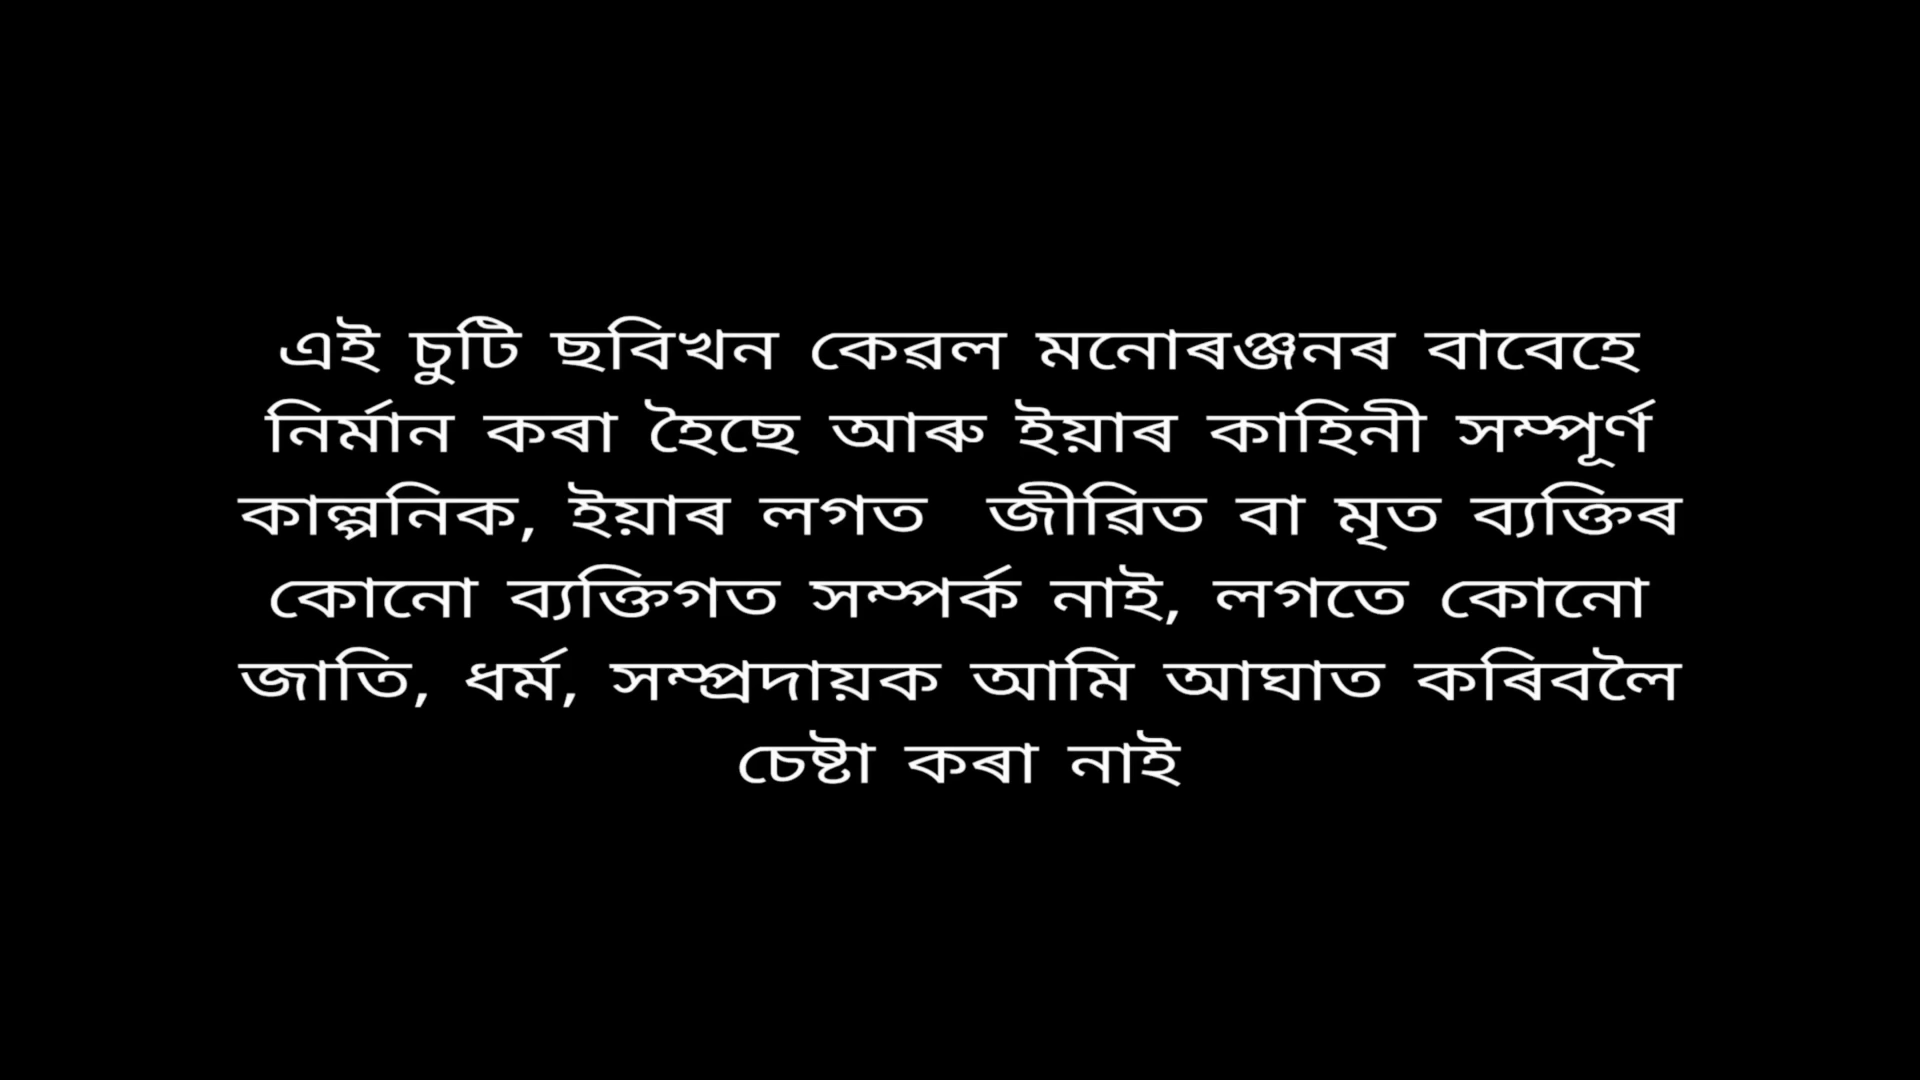 এই চুটি ছবিখন কেৱল মনোৰঞ্জনৰ বাবেহে
নিৰ্মান কৰা হৈছে আৰু ইয়াৰ কাহিনী সম্পূৰ্ণ
কাল্পনিক, ইয়াৰ লগত জীৱিত বা মৃত ব্যক্তিৰ
কোনো ব্যক্তিগত সম্পৰ্ক নাই, লগতে কোনো
জাতি, ধৰ্ম, সম্প্ৰদায়ক আমি আঘাত কৰিবলৈ
চেষ্টা কৰা নাই